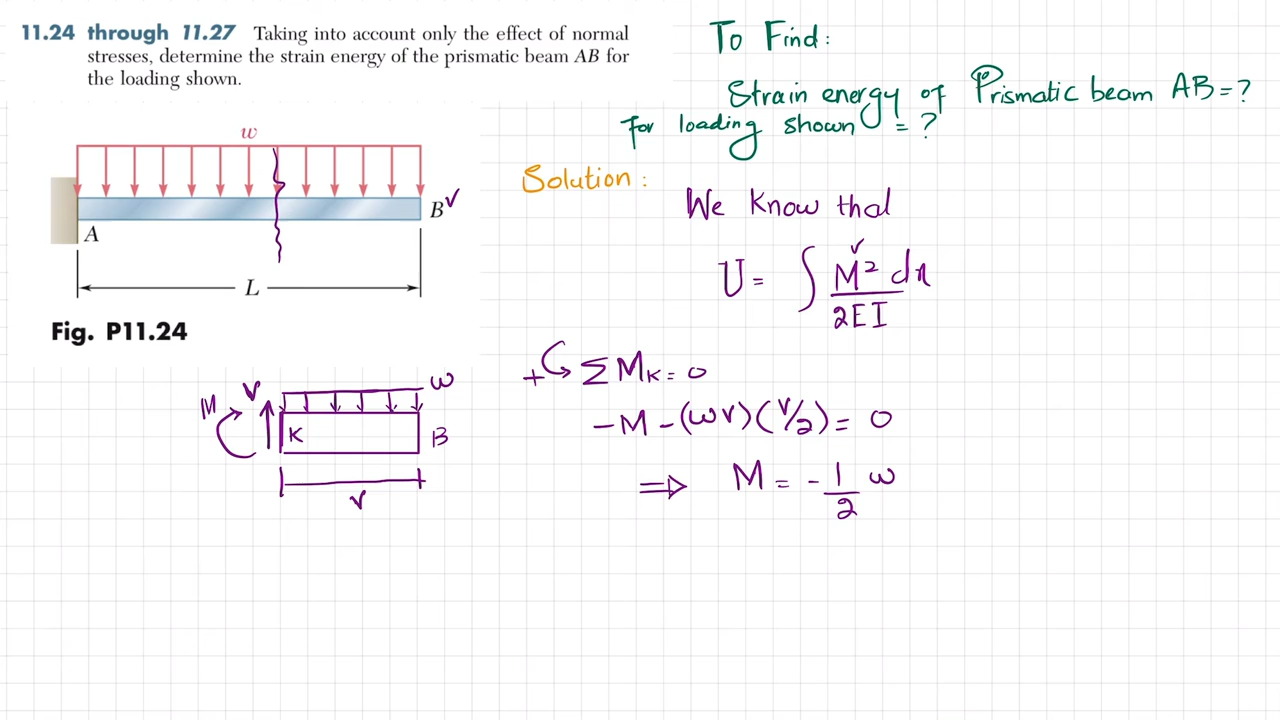 11.24 through 11.27 Taking into account only the effect of normal
stresses, determine the strain energy of the prismatic beam AB for
the loading shown.
w
B v
A
L
Fig. P11.24
To Find:
Strain energy of Prismatic beam AB = ?
for loading shown = ?
Solution:
We know that
U = ∫ M² dx / 2EI
+ ↺ Σ M_K = 0
-M - (wv)(v/2) = 0
⇒ M = - 1/2 w
M V w
K B
v